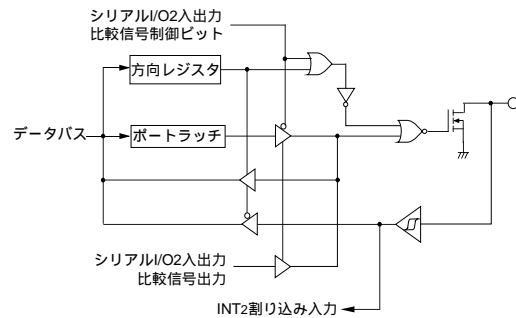 シリアルI/O2入出力
比較信号制御ビット
方向レジスタ
データバス
ポートラッチ
シリアルI/O2入出力
比較信号出力
INT2割り込み入力